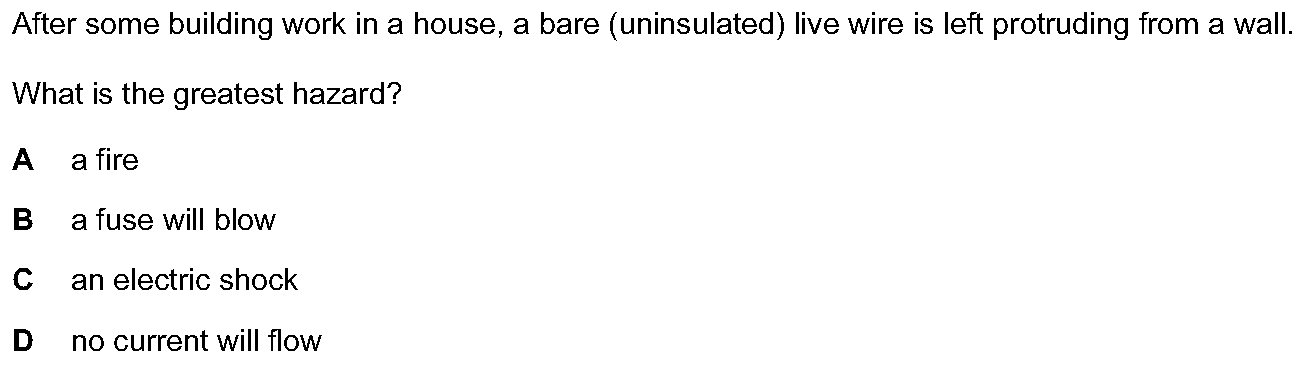 After some building work in a house, a bare (uninsulated) live wire is left protruding from a wall.
What is the greatest hazard?
A a fire
B a fuse will blow
C an electric shock
D no current will flow